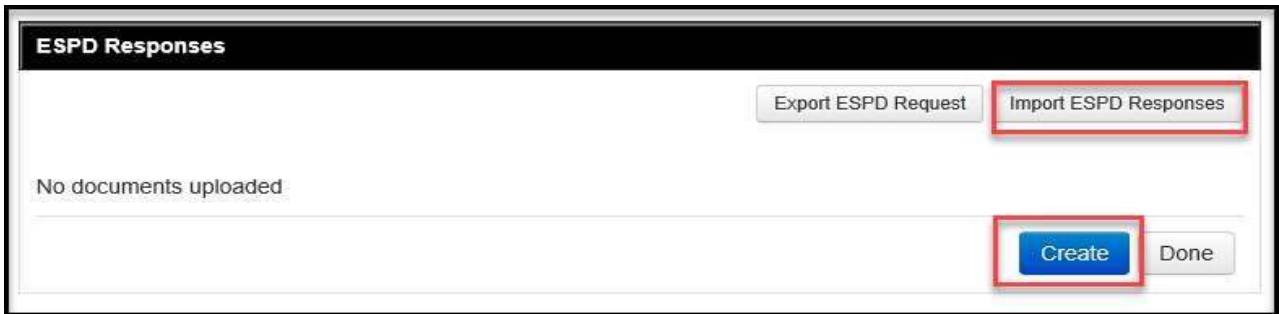 ESPD Responses
Export ESPD Request Import ESPD Responses
No documents uploaded
Create Done